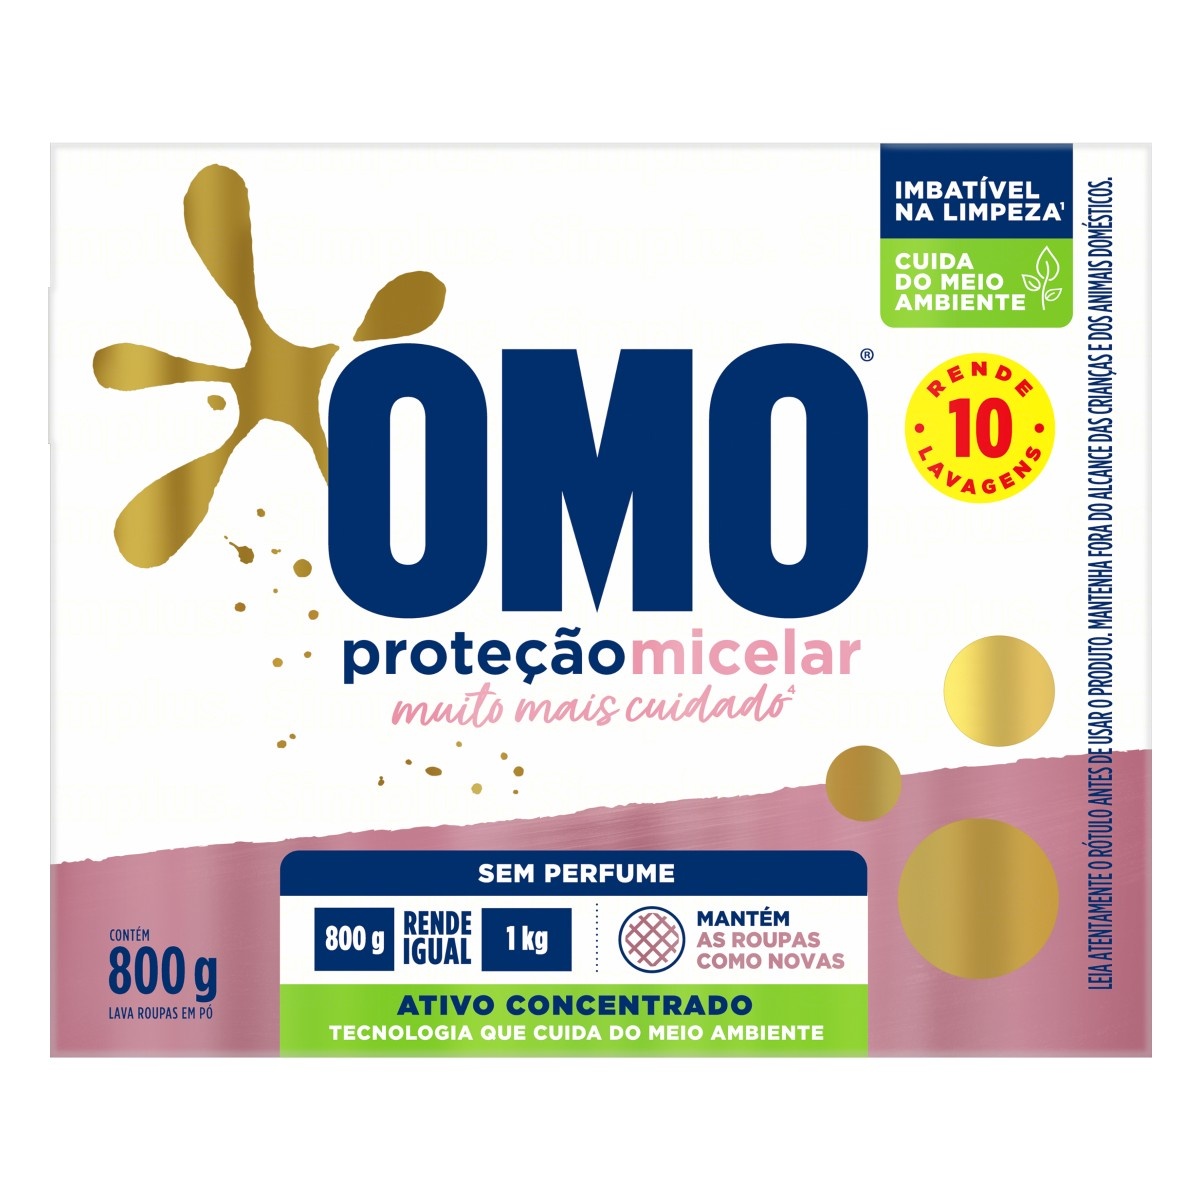 IMBATÍVEL
NA LIMPEZA¹
CUIDA
DO MEIO
AMBIENTE
RENDE
10
LAVAGENS
OMO®
proteçãomicelar
muito mais cuidado⁴
SEM PERFUME
800 g RENDE IGUAL 1 kg
MANTÉM
AS ROUPAS
COMO NOVAS
ATIVO CONCENTRADO
TECNOLOGIA QUE CUIDA DO MEIO AMBIENTE
CONTÉM
800 g
LAVA ROUPAS EM PÓ
LEIA ATENTAMENTE O RÓTULO ANTES DE USAR O PRODUTO. MANTENHA FORA DO ALCANCE DAS CRIANÇAS E DOS ANIMAIS DOMÉSTICOS.